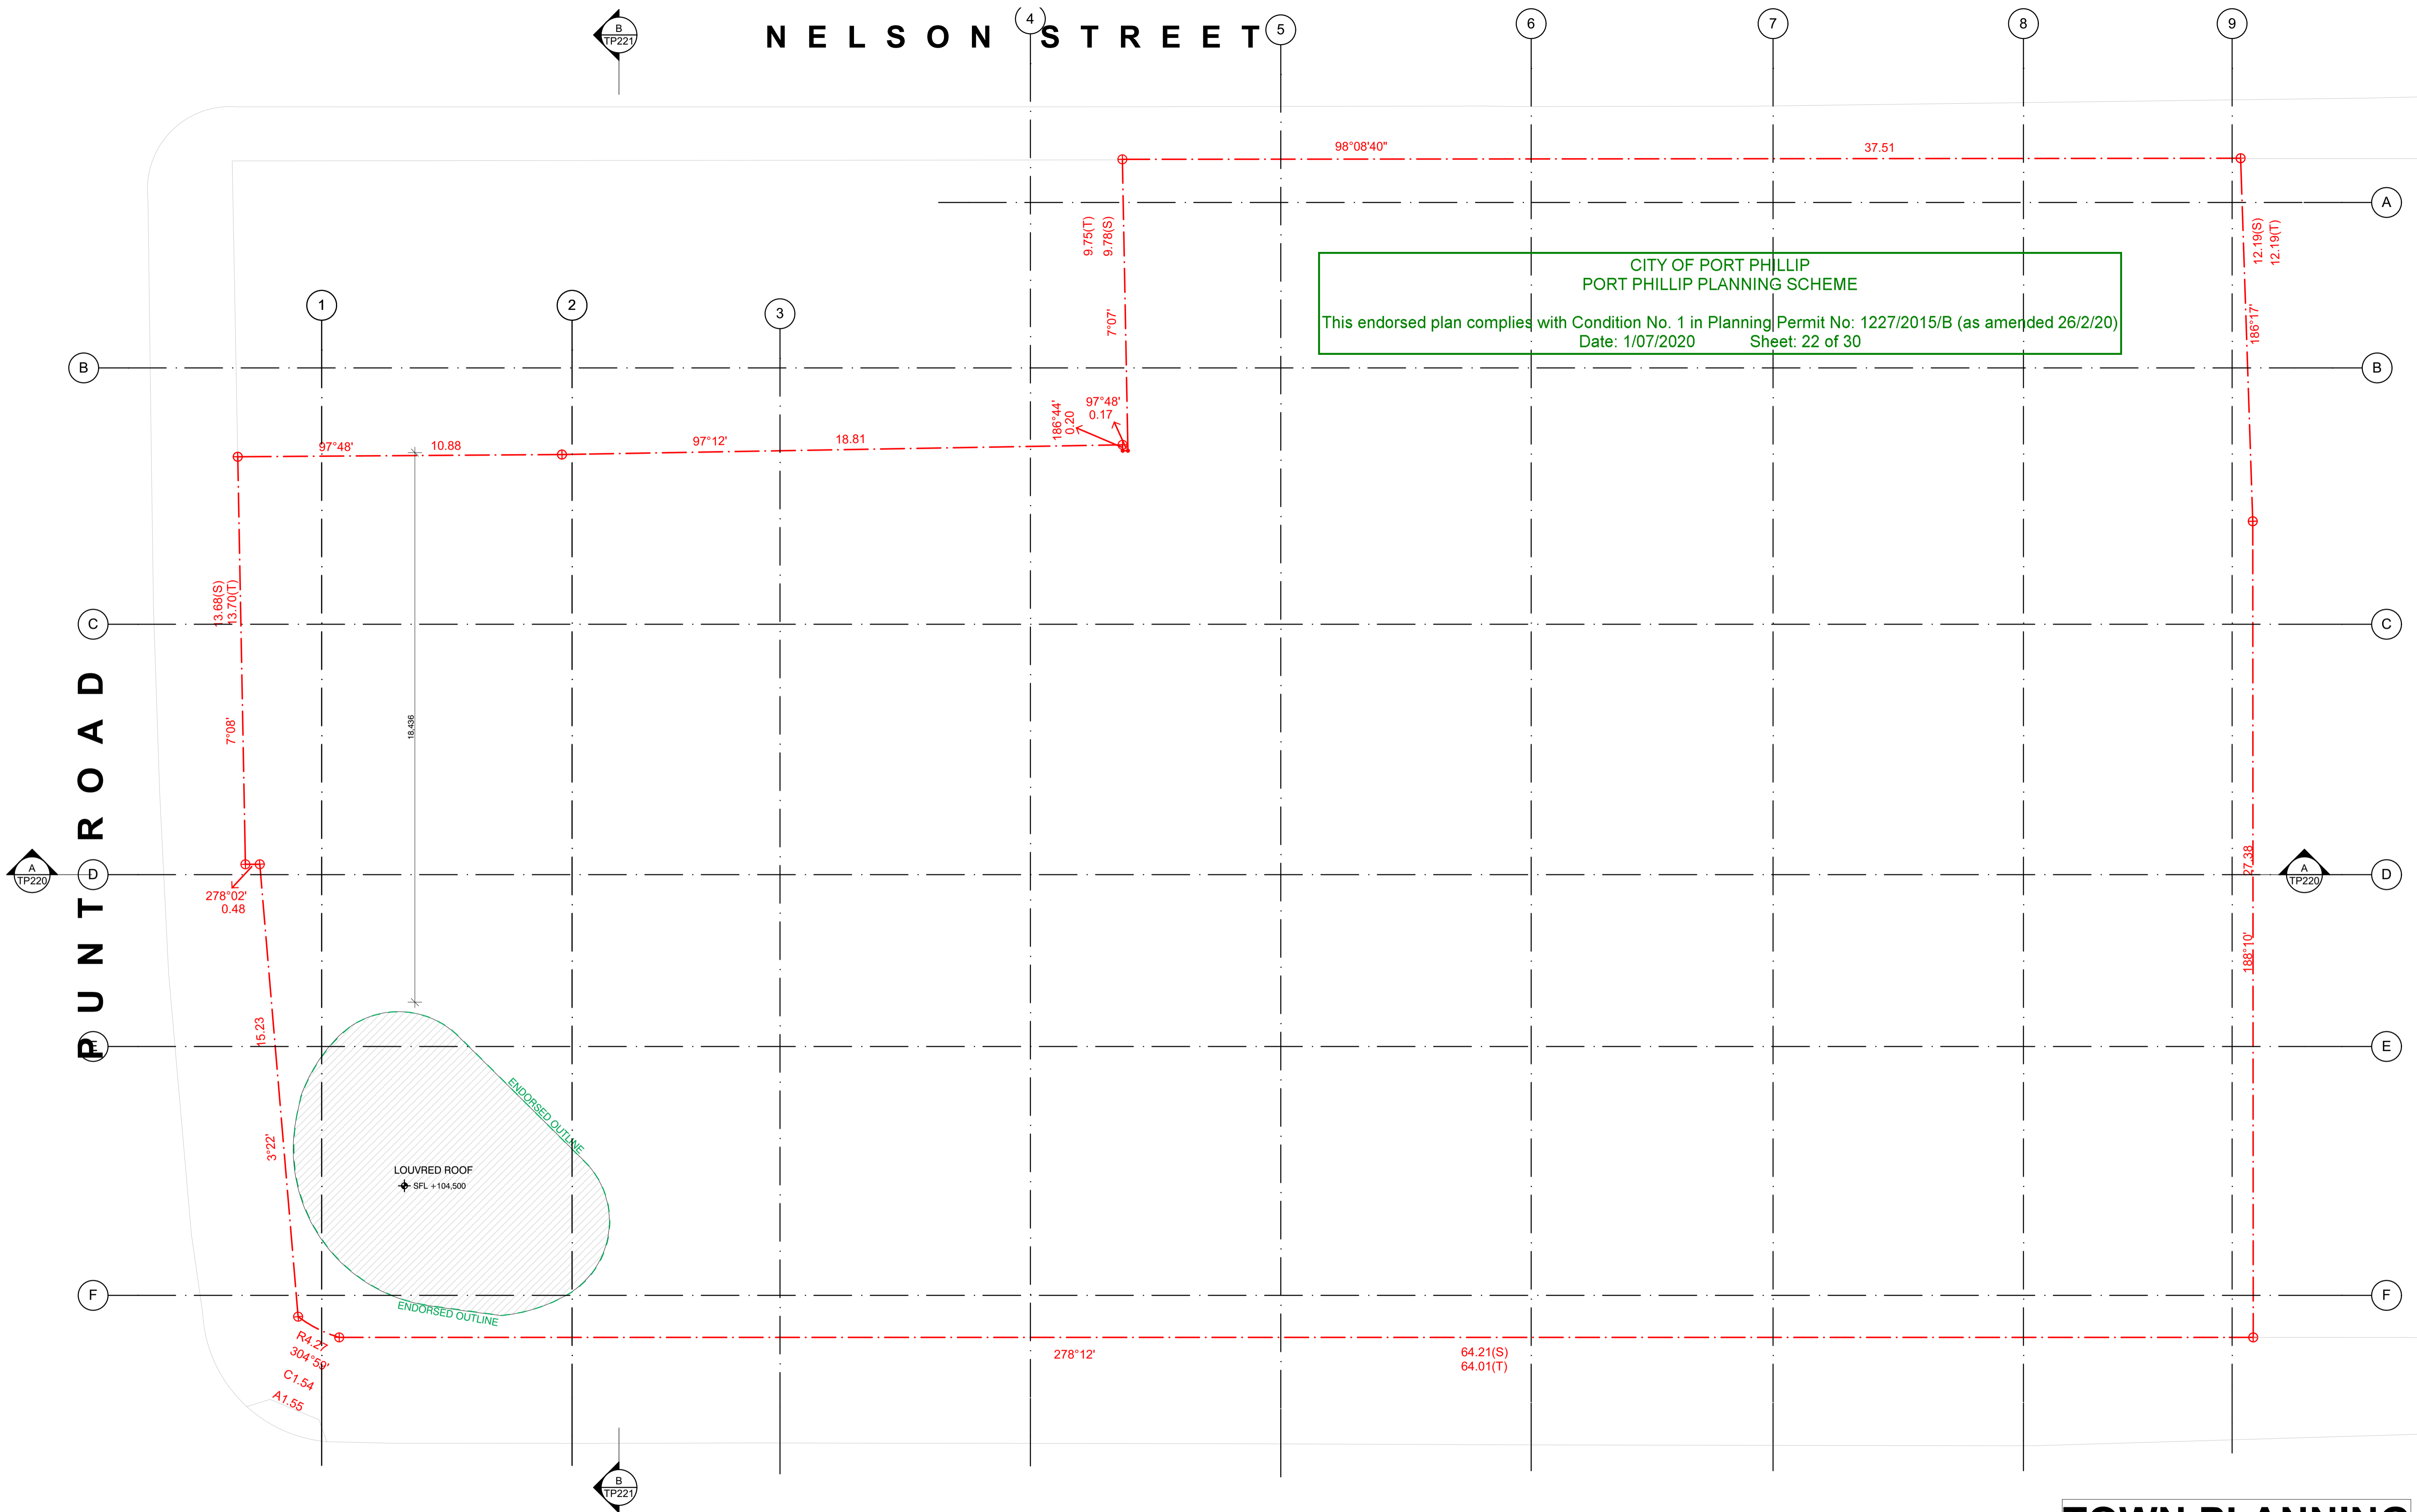 NELSON STREET
B
TP221
4
5
6
7
8
9
98°08'40"
37.51
A
9.75(T)
9.78(S)
7°07'
12.19(S)
12.19(T)
186°17'
CITY OF PORT PHILLIP
PORT PHILLIP PLANNING SCHEME
This endorsed plan complies with Condition No. 1 in Planning Permit No: 1227/2015/B (as amended 26/2/20)
Date: 1/07/2020 Sheet: 22 of 30
1
2
3
B
B
186°44'
0.20
97°48'
0.17
97°48'
10.88
97°12'
18.81
13.68(S)
13.70(T)
C
C
PUNT ROAD
7°08'
18,436
A
TP220
D
278°02'
0.48
27.38
188°10'
A
TP220
D
E
E
15.23
3°22'
ENDORSED OUTLINE
LOUVRED ROOF
SFL +104,500
F
F
ENDORSED OUTLINE
R4.27
304°59'
C1.54
A1.55
278°12'
64.21(S)
64.01(T)
B
TP221
TOWN PLANNING